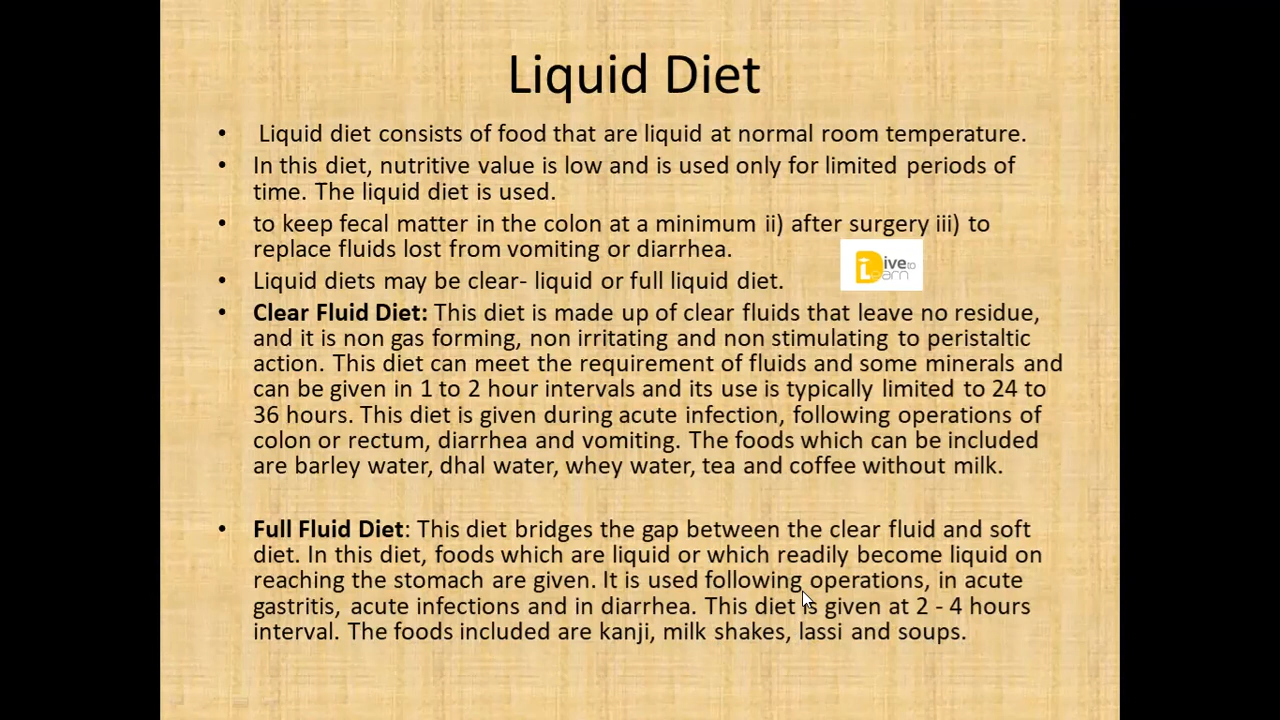 Liquid Diet
• Liquid diet consists of food that are liquid at normal room temperature.
• In this diet, nutritive value is low and is used only for limited periods of
time. The liquid diet is used.
• to keep fecal matter in the colon at a minimum ii) after surgery iii) to
replace fluids lost from vomiting or diarrhea.
Dive to
Learn
• Liquid diets may be clear- liquid or full liquid diet.
• Clear Fluid Diet: This diet is made up of clear fluids that leave no residue,
and it is non gas forming, non irritating and non stimulating to peristaltic
action. This diet can meet the requirement of fluids and some minerals and
can be given in 1 to 2 hour intervals and its use is typically limited to 24 to
36 hours. This diet is given during acute infection, following operations of
colon or rectum, diarrhea and vomiting. The foods which can be included
are barley water, dhal water, whey water, tea and coffee without milk.
• Full Fluid Diet: This diet bridges the gap between the clear fluid and soft
diet. In this diet, foods which are liquid or which readily become liquid on
reaching the stomach are given. It is used following operations, in acute
gastritis, acute infections and in diarrhea. This diet is given at 2 - 4 hours
interval. The foods included are kanji, milk shakes, lassi and soups.